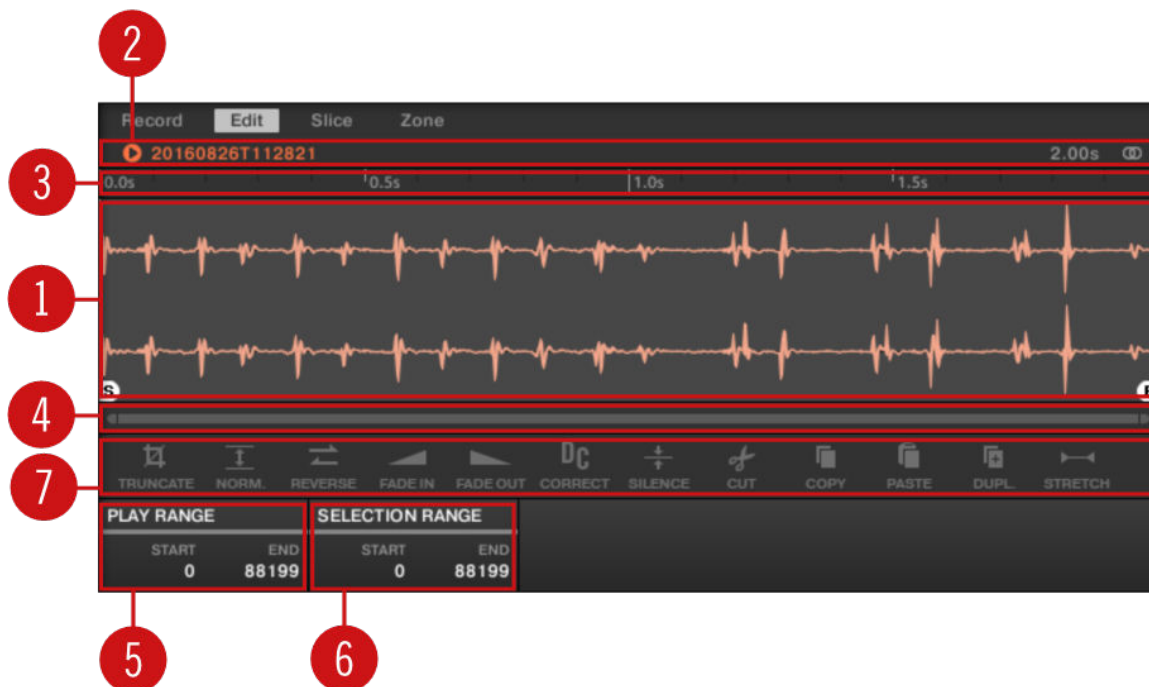 2
Record Edit Slice Zone
20160826T112821 2.00s
3
0.0s 0.5s 1.0s 1.5s
1
S
4
7
DC
TRUNCATE NORM. REVERSE FADE IN FADE OUT CORRECT SILENCE CUT COPY PASTE DUPL. STRETCH
PLAY RANGE SELECTION RANGE
START END START END
0 88199 0 88199
5 6